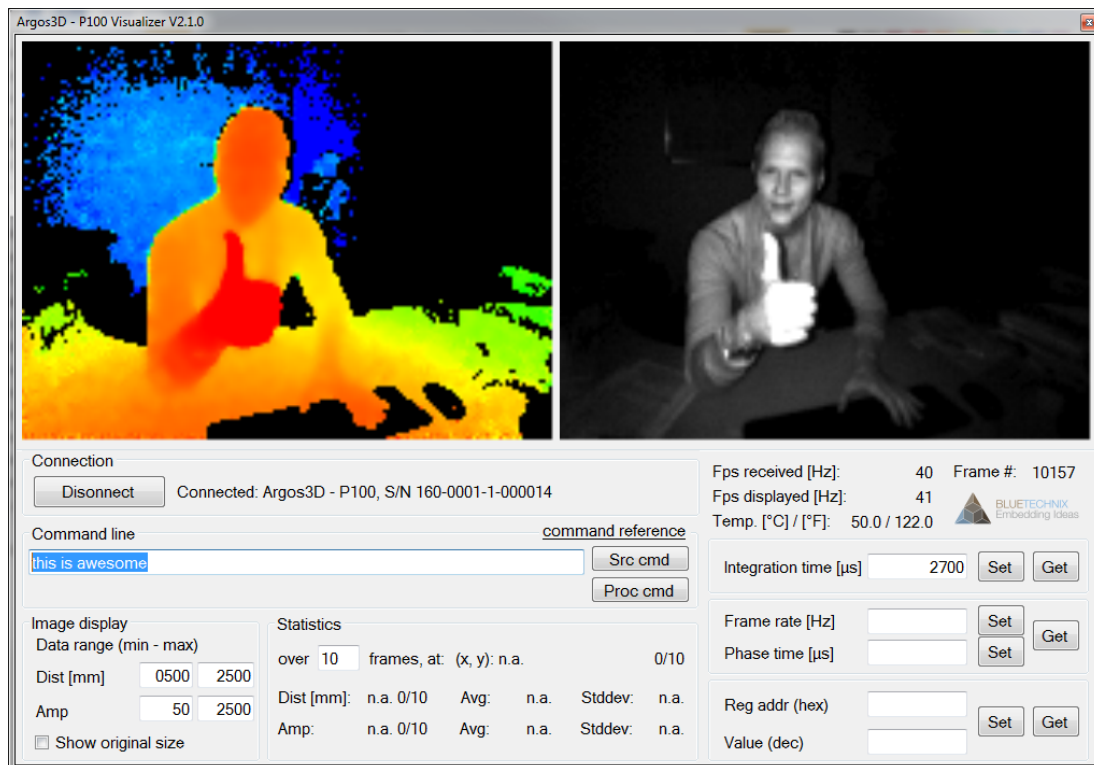 Argos3D - P100 Visualizer V2.1.0
Connection
Disonnect Connected: Argos3D - P100, S/N 160-0001-1-000014
Command line command reference
this is awesome Src cmd
Proc cmd
Image display
Data range (min - max)
Dist [mm] 0500 2500
Amp 50 2500
Show original size
Statistics
over 10 frames, at: (x, y): n.a. 0/10
Dist [mm]: n.a. 0/10 Avg: n.a. Stddev: n.a.
Amp: n.a. 0/10 Avg: n.a. Stddev: n.a.
Fps received [Hz]: 40 Frame #: 10157
Fps displayed [Hz]: 41
Temp. [°C] / [°F]: 50.0 / 122.0
BLUETECHNIX
Embedding Ideas
Integration time [µs] 2700 Set Get
Frame rate [Hz] Set
Get
Phase time [µs] Set
Reg addr (hex)
Set Get
Value (dec)